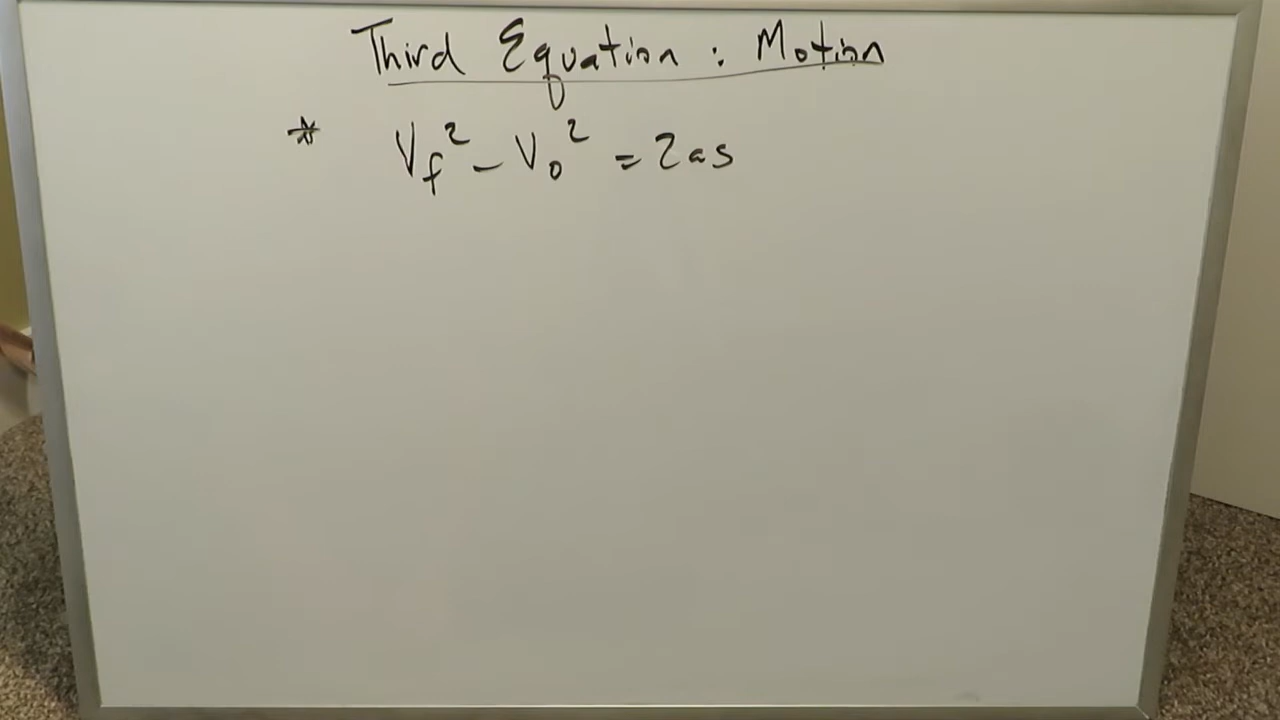 Third Equation : Motion
* Vf² - V₀² = 2as